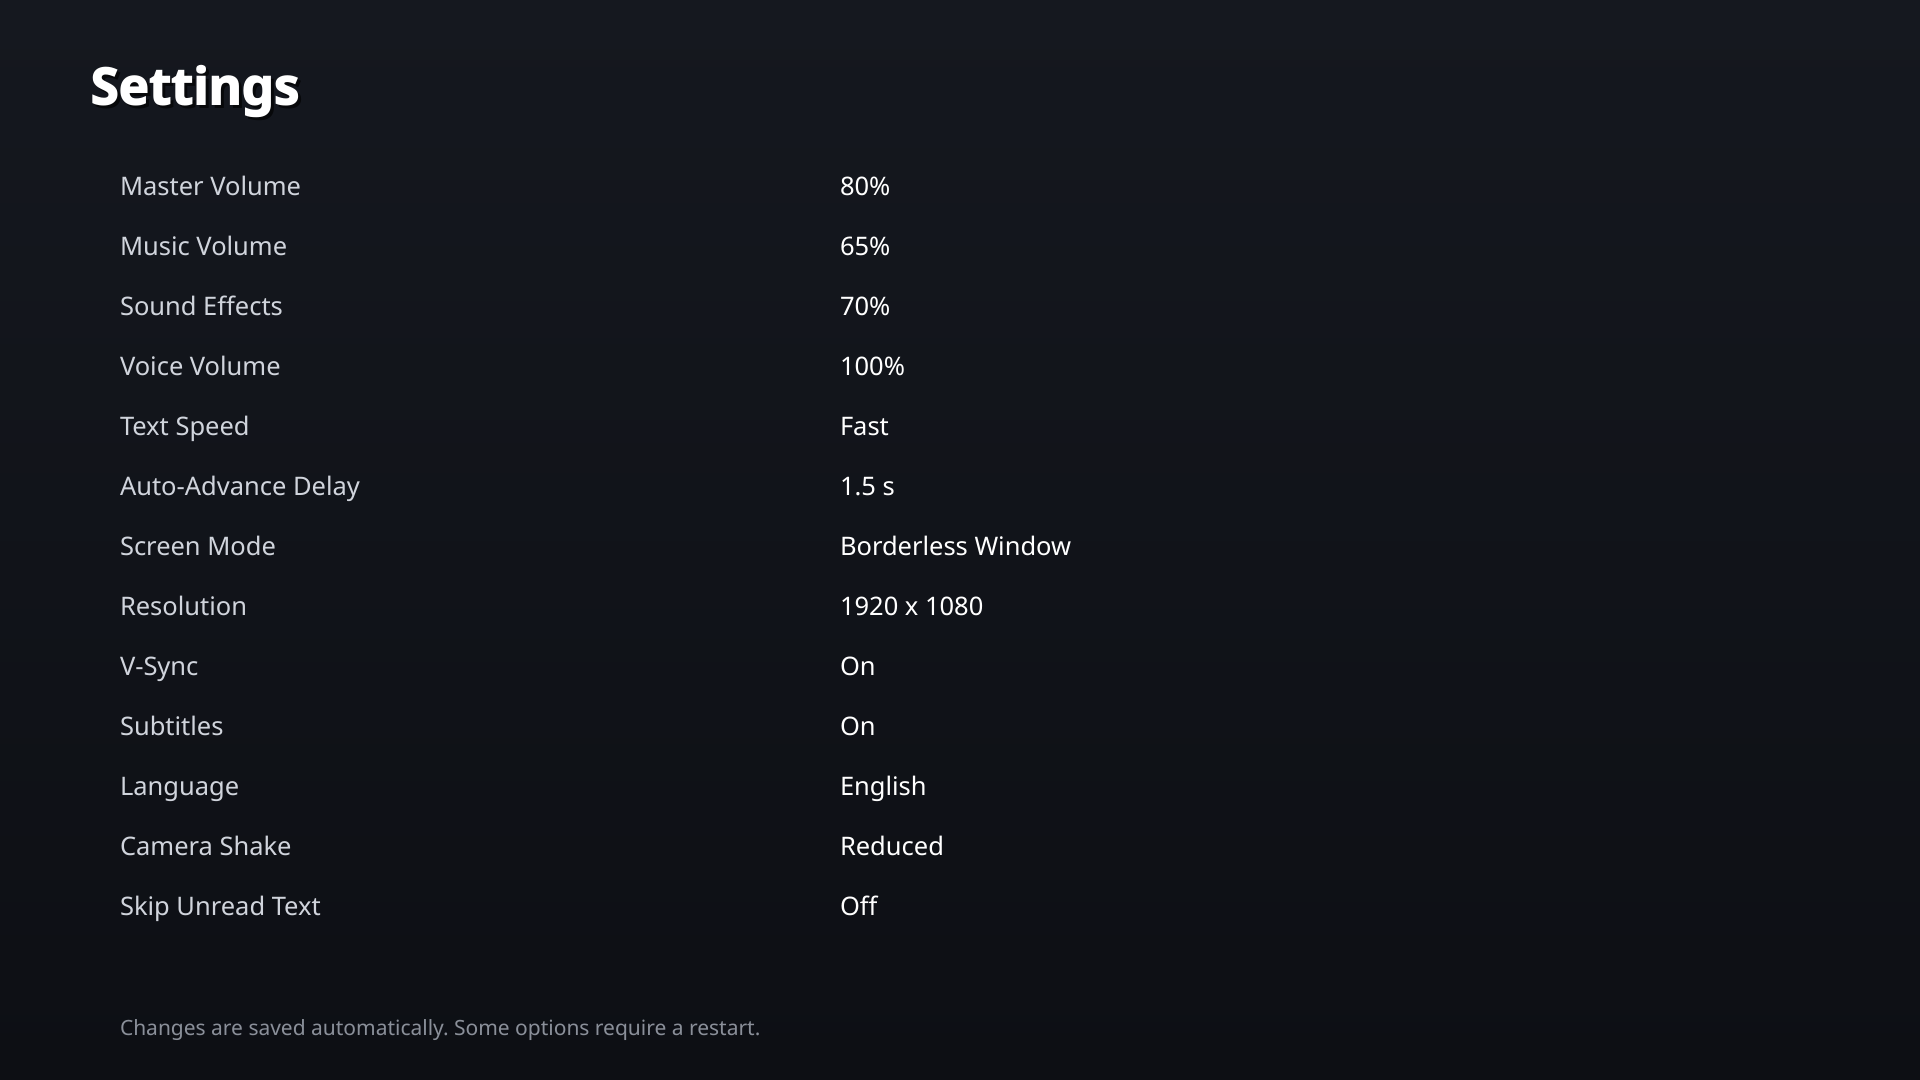 Settings
Master Volume 80%
Music Volume 65%
Sound Effects 70%
Voice Volume 100%
Text Speed Fast
Auto-Advance Delay 1.5 s
Screen Mode Borderless Window
Resolution 1920 x 1080
V-Sync On
Subtitles On
Language English
Camera Shake Reduced
Skip Unread Text Off
Changes are saved automatically. Some options require a restart.